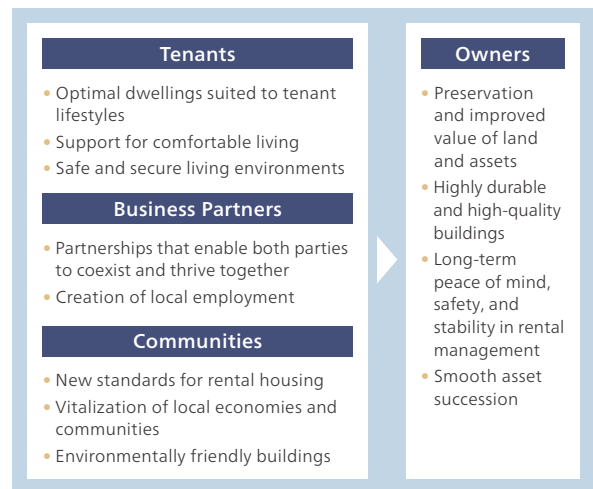 Tenants
• Optimal dwellings suited to tenant
lifestyles
• Support for comfortable living
• Safe and secure living environments
Business Partners
• Partnerships that enable both parties
to coexist and thrive together
• Creation of local employment
Communities
• New standards for rental housing
• Vitalization of local economies and
communities
• Environmentally friendly buildings
Owners
• Preservation
and improved
value of land
and assets
• Highly durable
and high-quality
buildings
• Long-term
peace of mind,
safety, and
stability in rental
management
• Smooth asset
succession